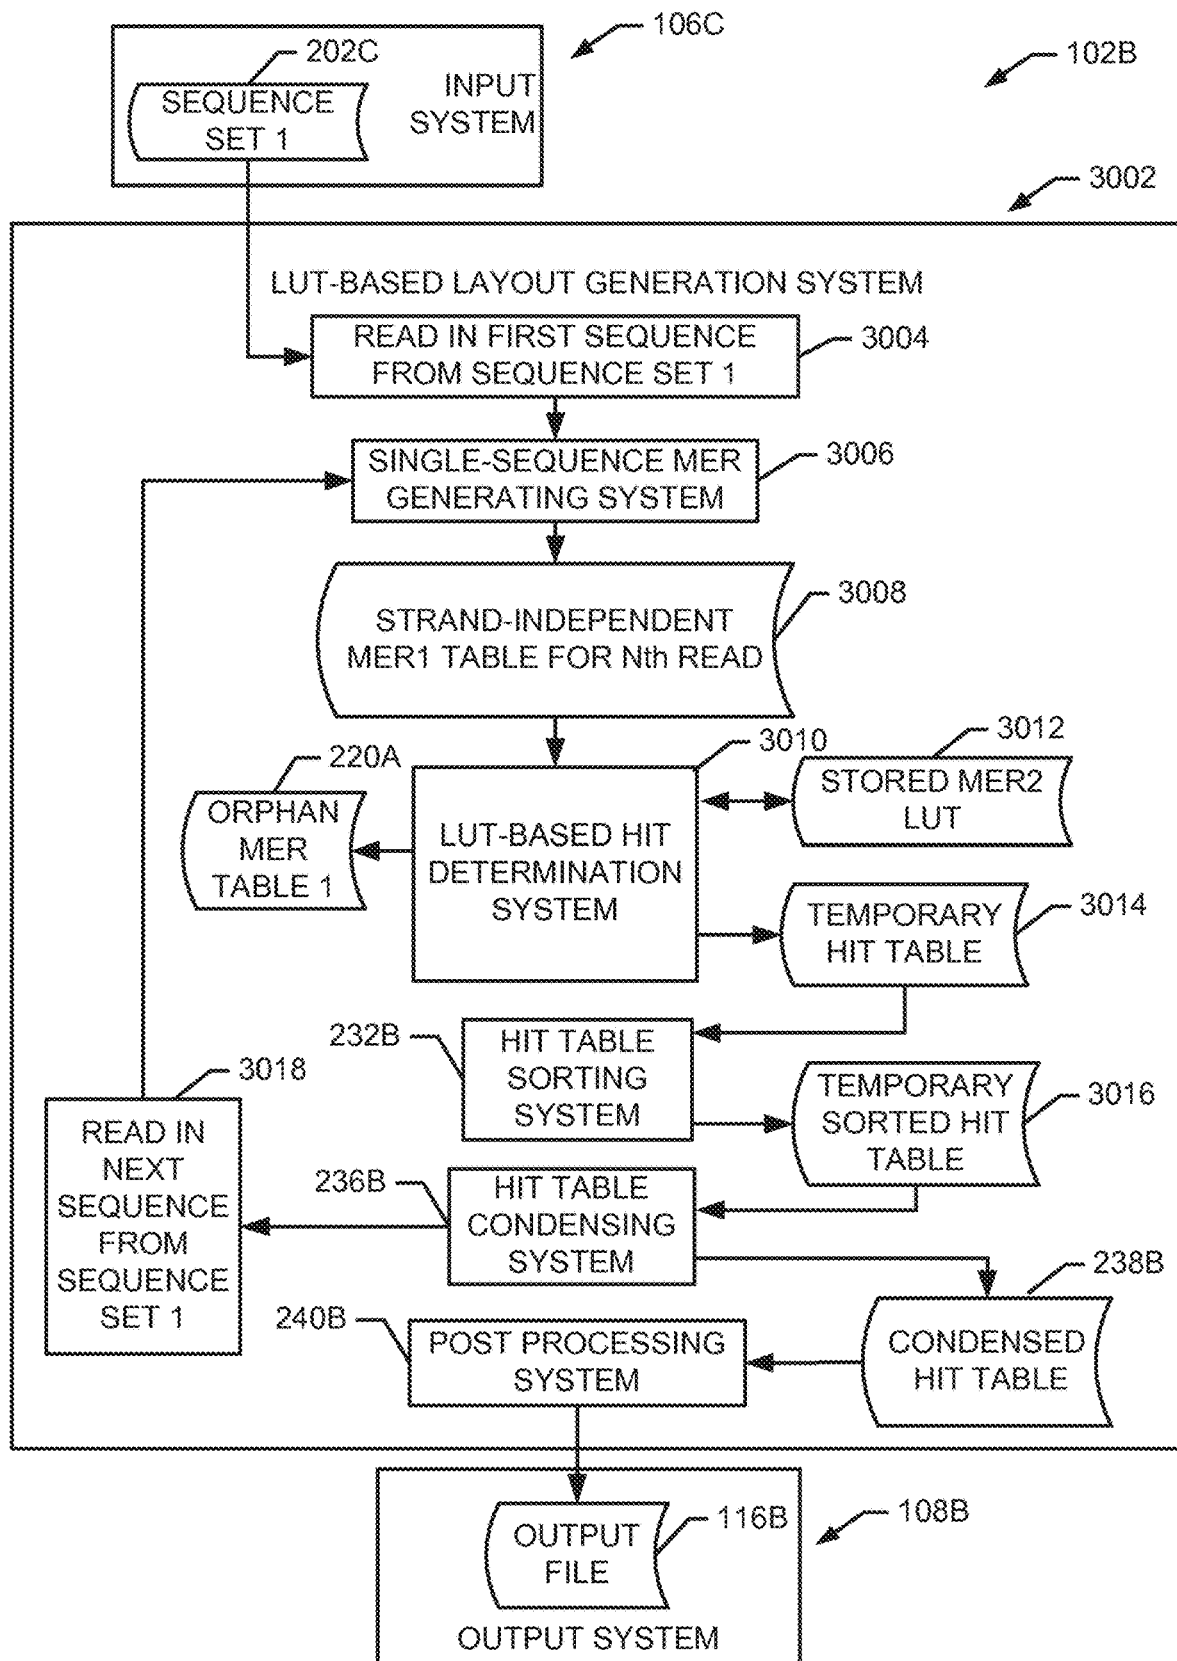 106C
202C
102B
INPUT
SYSTEM
SEQUENCE
SET 1
3002
LUT-BASED LAYOUT GENERATION SYSTEM
READ IN FIRST SEQUENCE
FROM SEQUENCE SET 1
3004
SINGLE-SEQUENCE MER
GENERATING SYSTEM
3006
STRAND-INDEPENDENT
MER1 TABLE FOR Nth READ
3008
220A
3010
3012
ORPHAN
MER
TABLE 1
LUT-BASED HIT
DETERMINATION
SYSTEM
STORED MER2
LUT
TEMPORARY
HIT TABLE
3014
232B
HIT TABLE
SORTING
SYSTEM
3018
TEMPORARY
SORTED HIT
TABLE
3016
READ IN
NEXT
SEQUENCE
FROM
SEQUENCE
SET 1
236B
HIT TABLE
CONDENSING
SYSTEM
238B
240B
POST PROCESSING
SYSTEM
CONDENSED
HIT TABLE
OUTPUT
FILE
116B
108B
OUTPUT SYSTEM